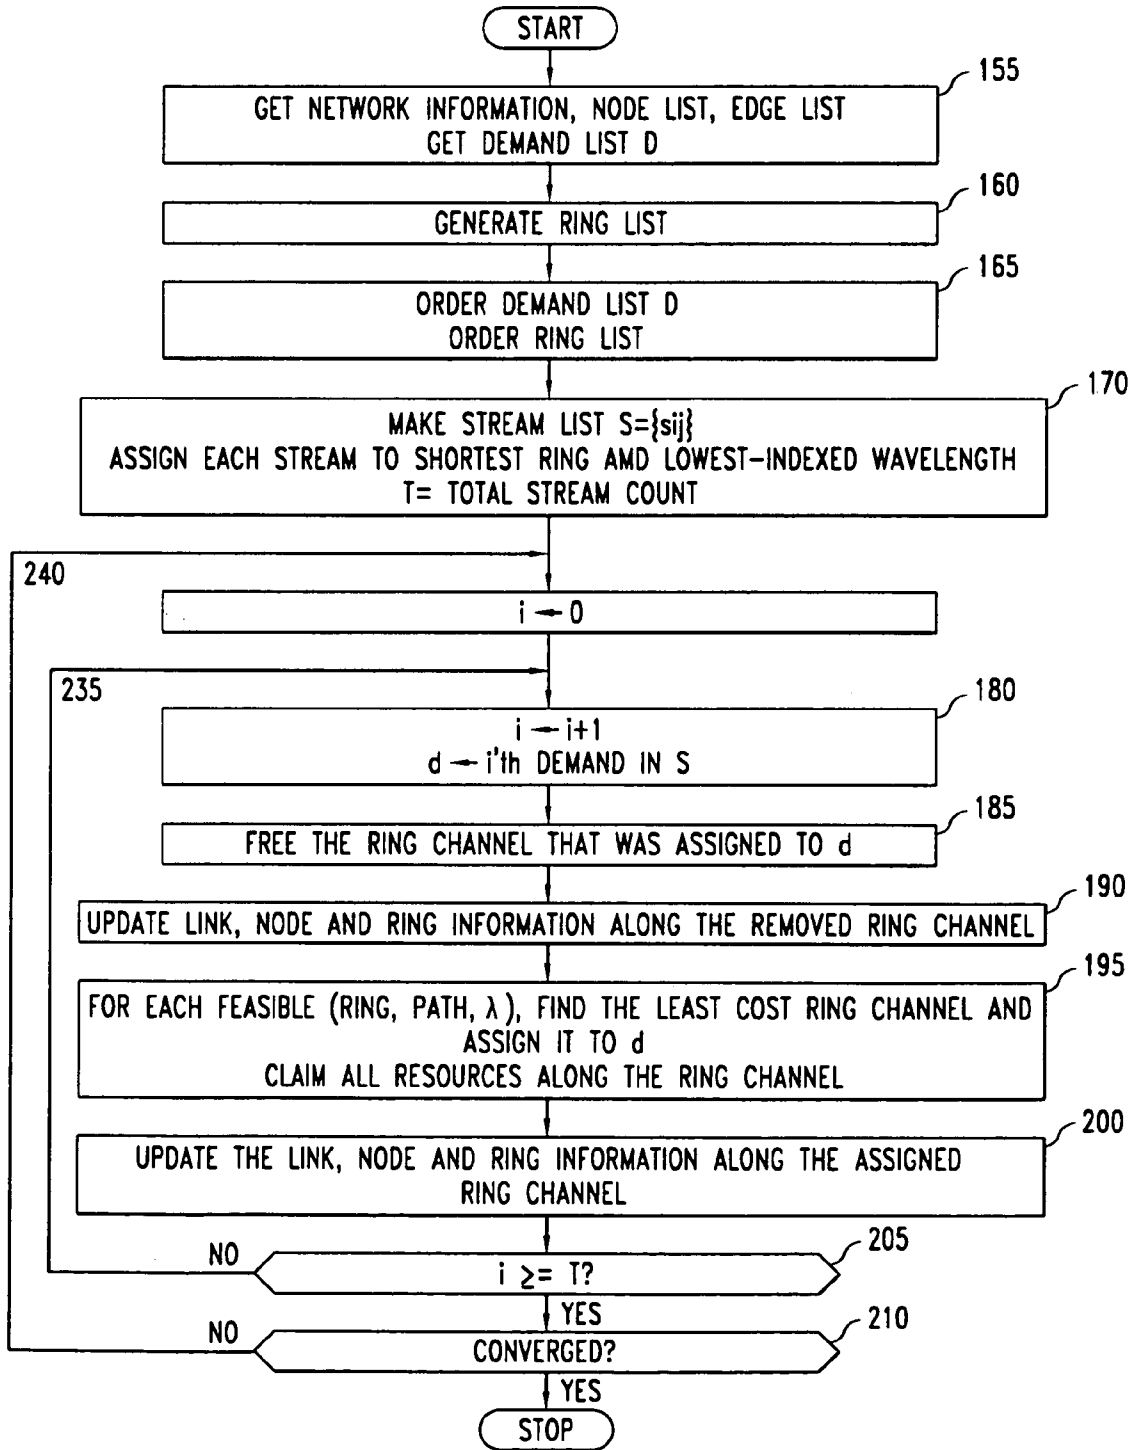 START
155
GET NETWORK INFORMATION, NODE LIST, EDGE LIST
GET DEMAND LIST D
160
GENERATE RING LIST
165
ORDER DEMAND LIST D
ORDER RING LIST
170
MAKE STREAM LIST S={sij}
ASSIGN EACH STREAM TO SHORTEST RING AMD LOWEST-INDEXED WAVELENGTH
T= TOTAL STREAM COUNT
240
i ← 0
235
180
i ← i+1
d ← i'th DEMAND IN S
185
FREE THE RING CHANNEL THAT WAS ASSIGNED TO d
190
UPDATE LINK, NODE AND RING INFORMATION ALONG THE REMOVED RING CHANNEL
195
FOR EACH FEASIBLE (RING, PATH, λ), FIND THE LEAST COST RING CHANNEL AND
ASSIGN IT TO d
CLAIM ALL RESOURCES ALONG THE RING CHANNEL
200
UPDATE THE LINK, NODE AND RING INFORMATION ALONG THE ASSIGNED
RING CHANNEL
205
NO
i ≥= T?
YES
210
NO
CONVERGED?
YES
STOP